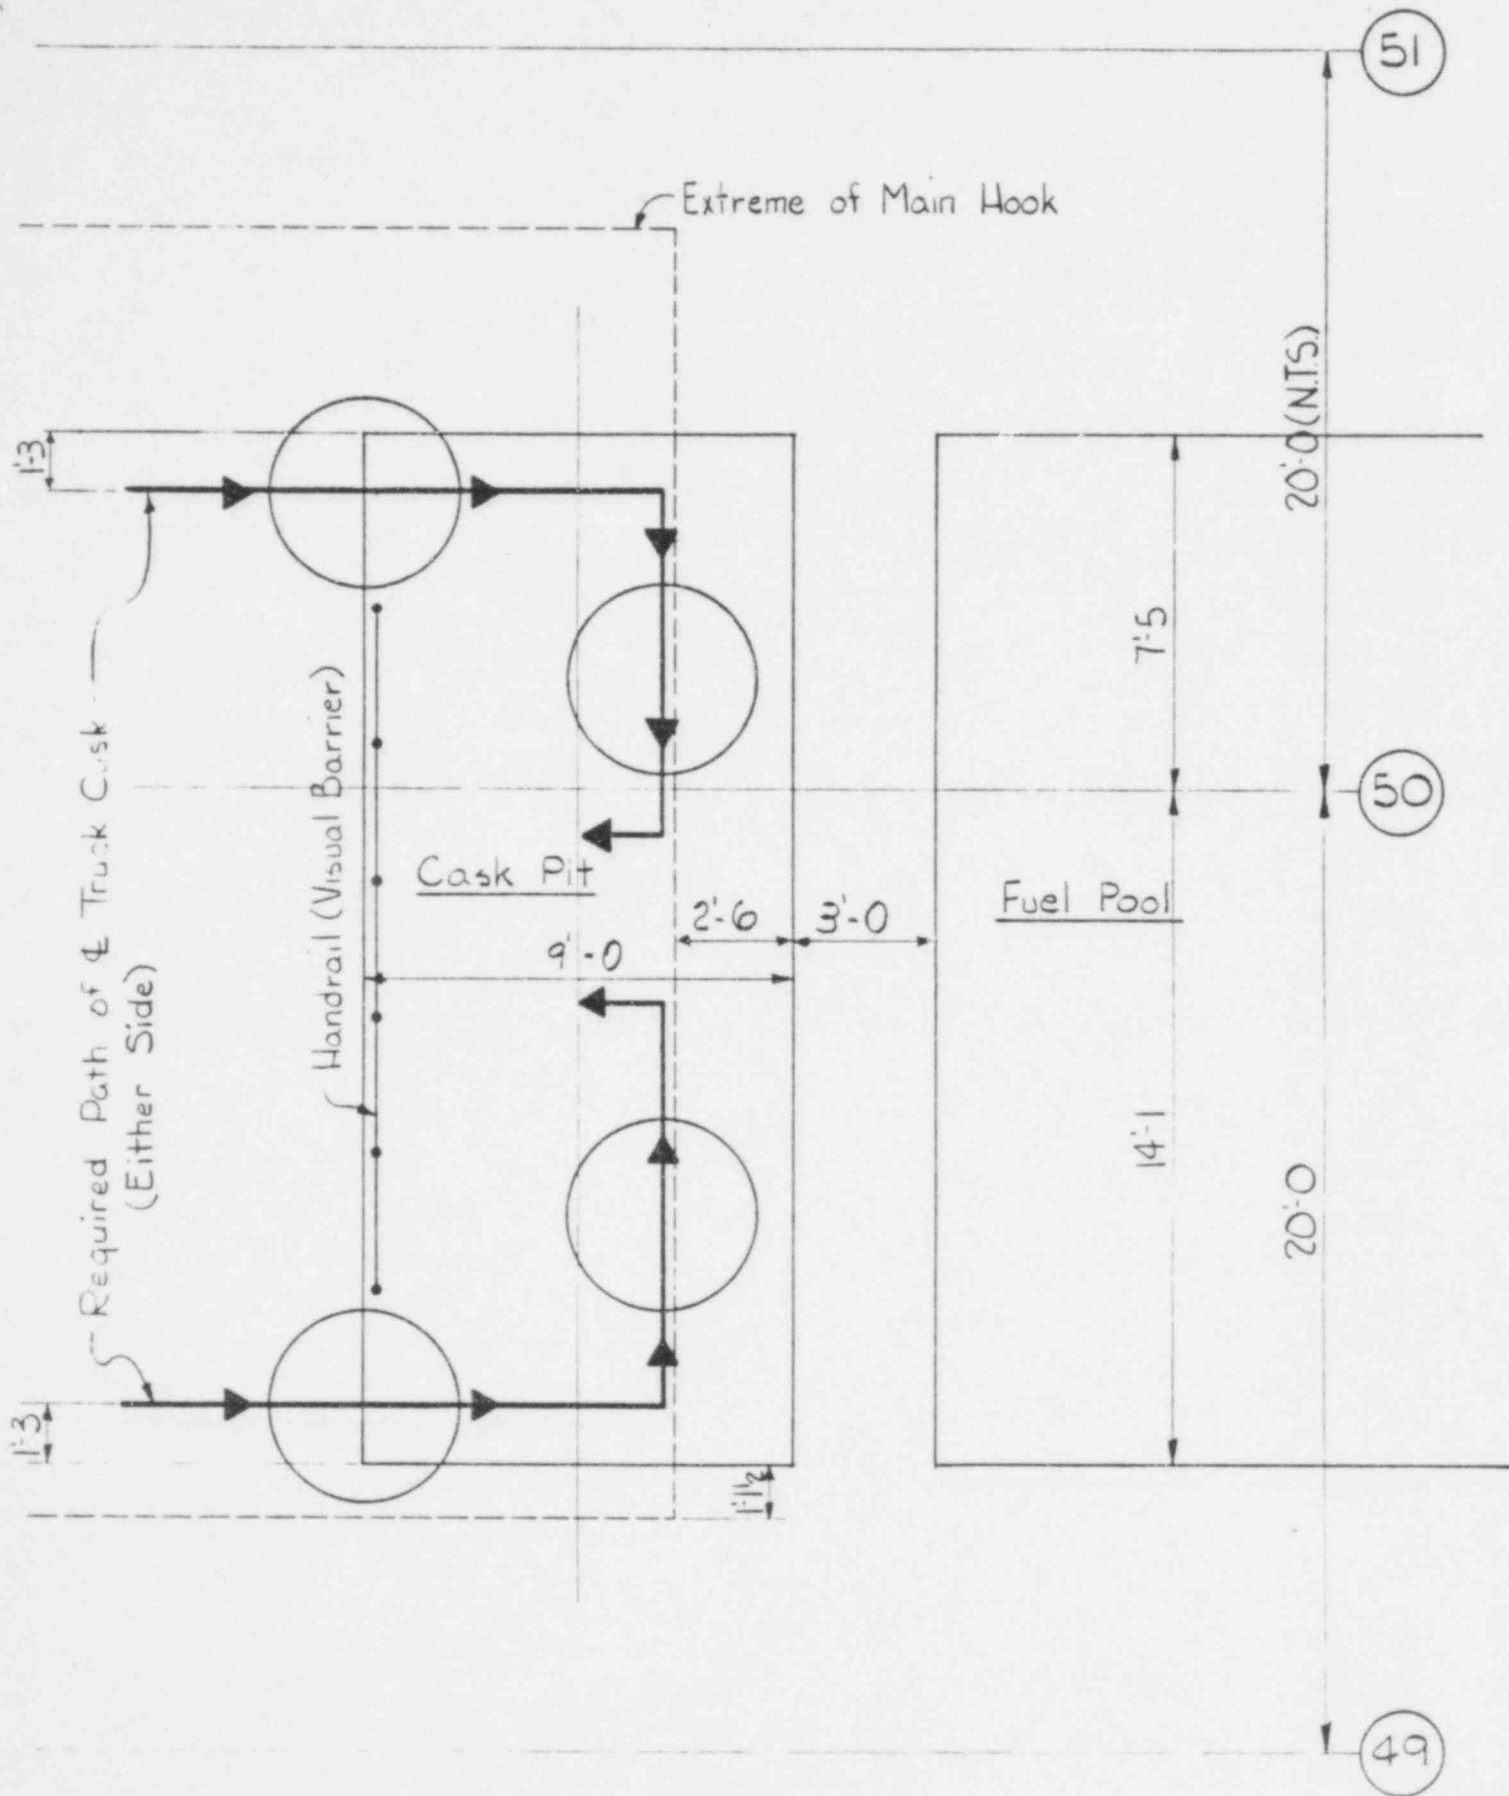 51
Extreme of Main Hook
20'-0 (N.T.S.)
1'-3
7'-5
Required Path of ℄ Truck
(Either Side)
Handrail (Visual Barrier)
50
Cask Pit
Fuel Pool
2'-6
3'-0
9'-0
14'-1
20'-0
1'-3
1'-1½
49